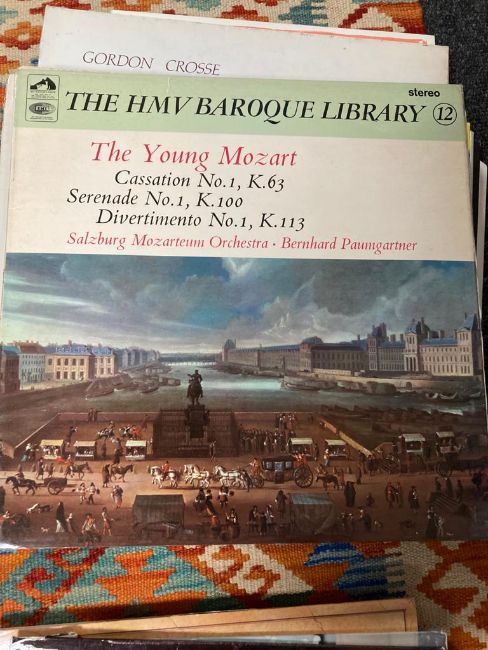 GORDON CROSSE
stereo
THE HMV BAROQUE LIBRARY 12
The Young Mozart
Cassation No.1, K.63
Serenade No.1, K.100
Divertimento No.1, K.113
Salzburg Mozarteum Orchestra · Bernhard Paumgartner